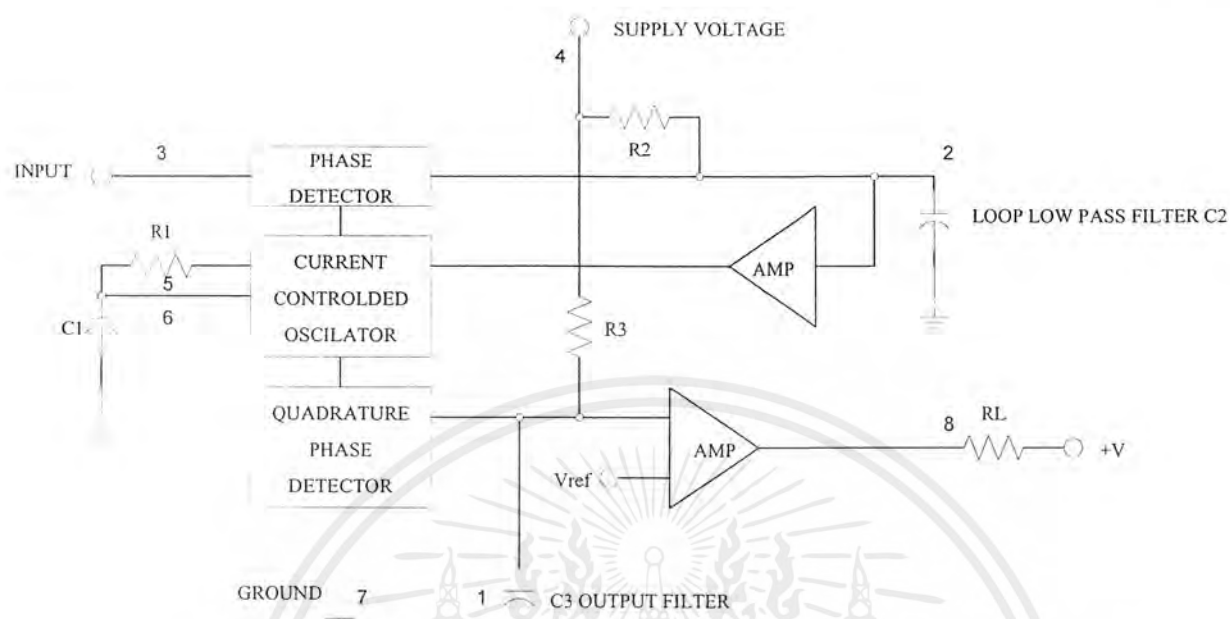 SUPPLY VOLTAGE
4
R2
INPUT
3
PHASE
DETECTOR
2
LOOP LOW PASS FILTER C2
R1
5
6
C1
CURRENT
CONTROLDED
OSCILATOR
AMP
R3
QUADRATURE
PHASE
DETECTOR
AMP
Vref
8
RL
+V
GROUND
7
1
C3 OUTPUT FILTER